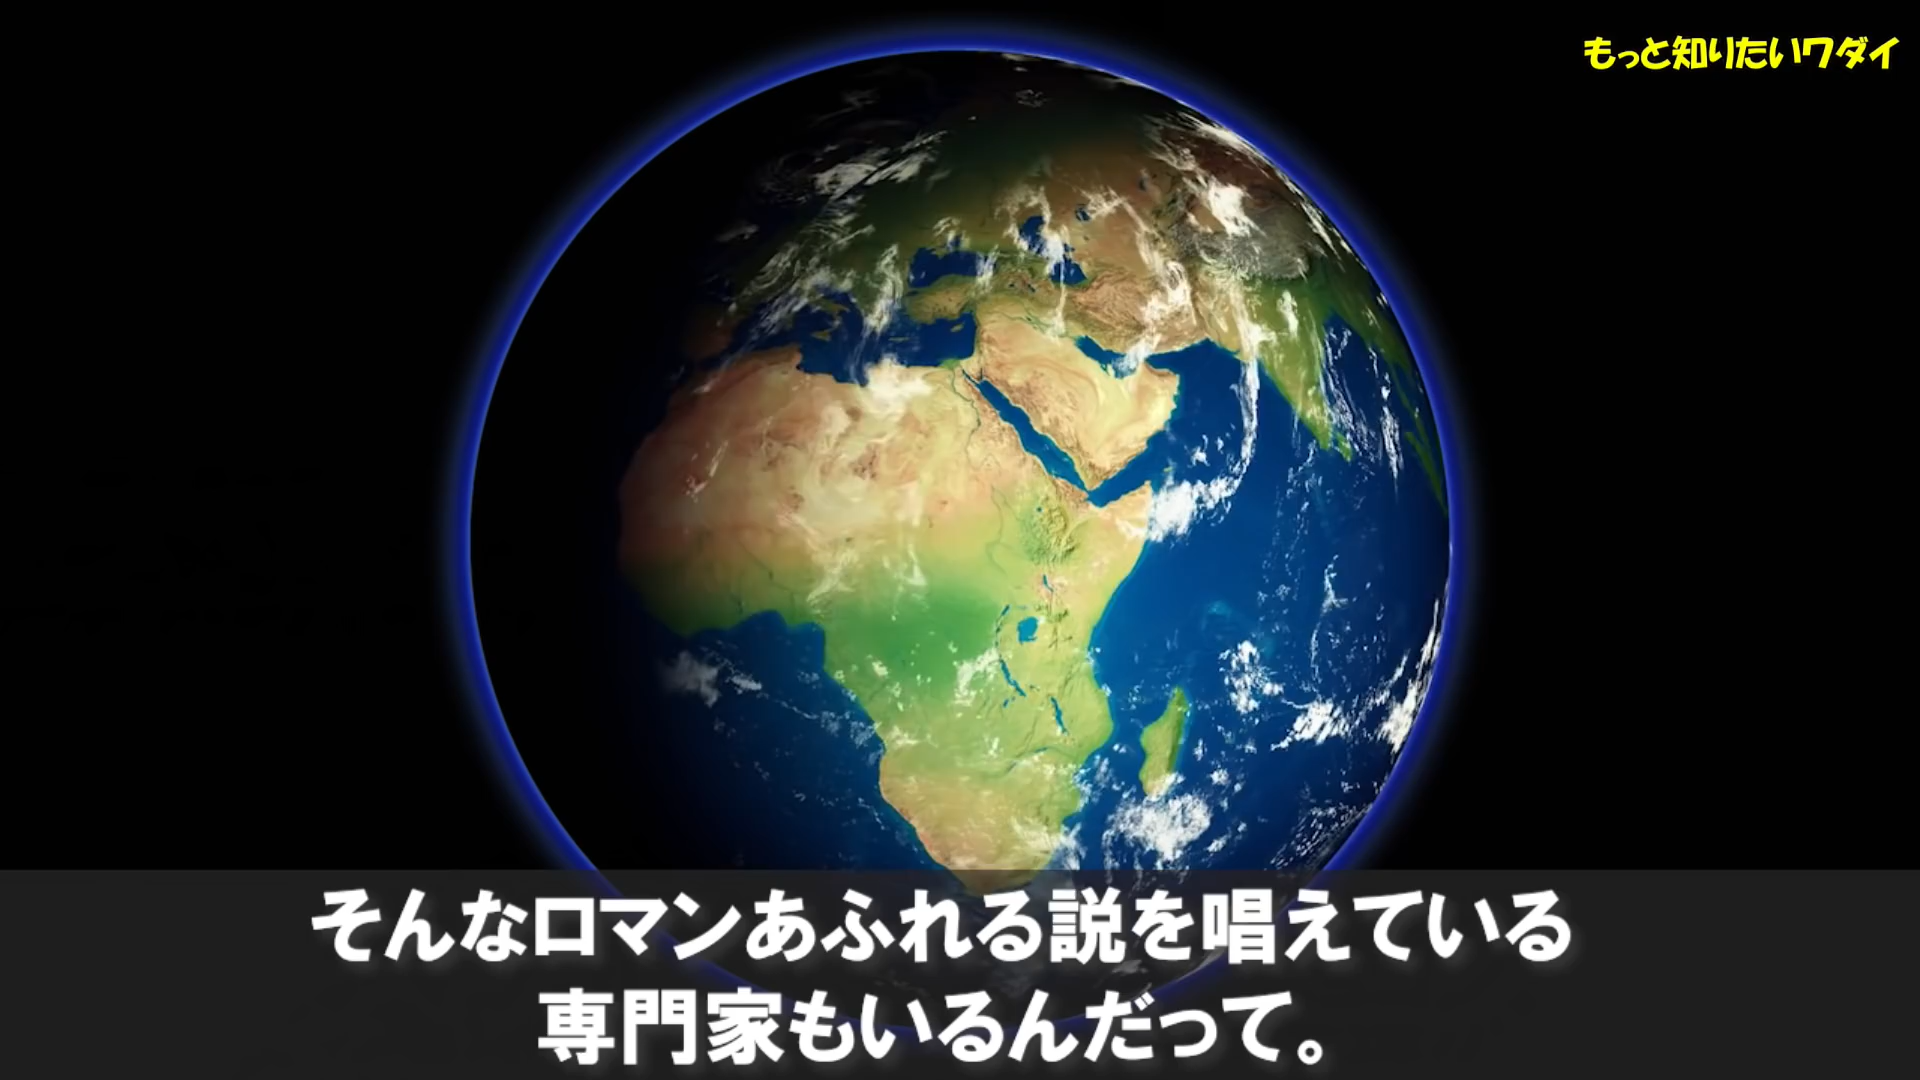 もっと知りたいワダイ
そんなロマンあふれる説を唱えている
専門家もいるんだって。